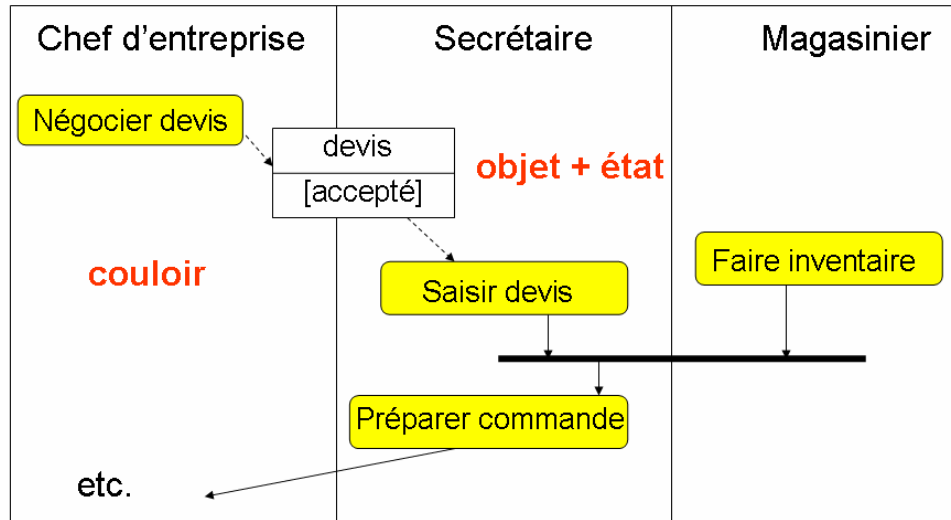 Chef d'entreprise
Secrétaire
Magasinier
Négocier devis
devis
[accepté]
objet + état
couloir
Saisir devis
Faire inventaire
Préparer commande
etc.